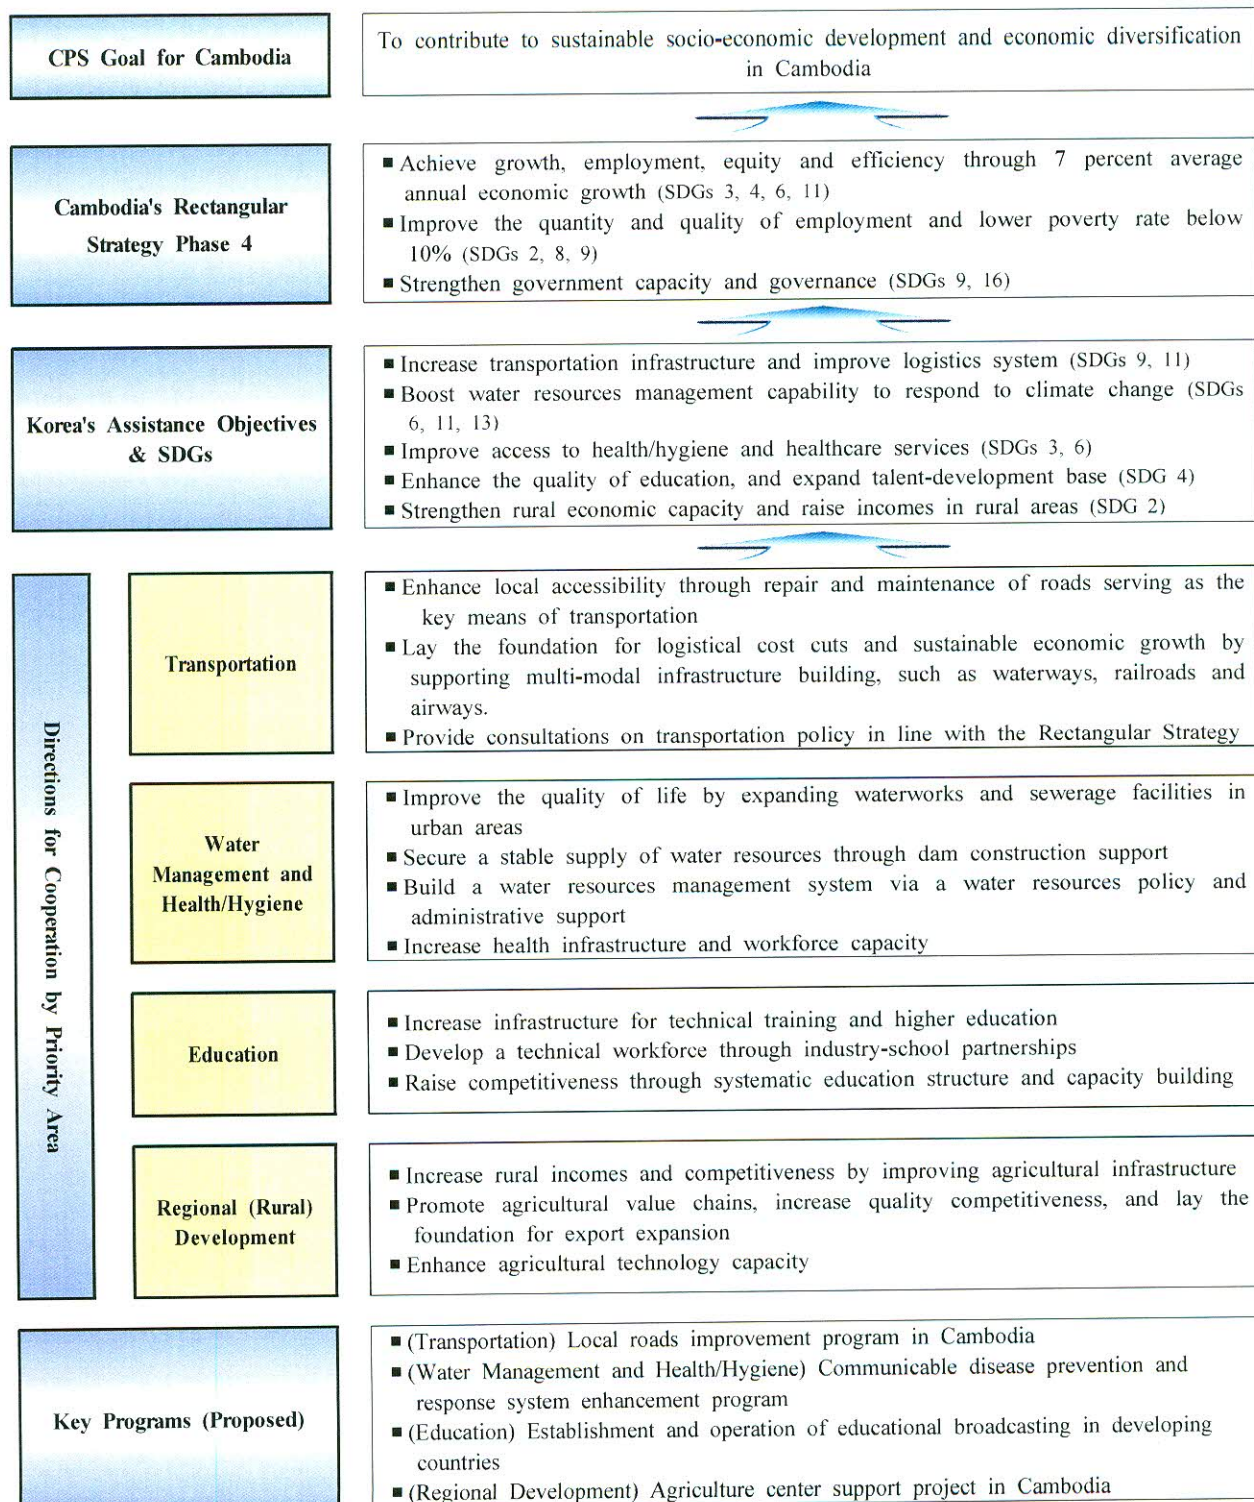 CPS Goal for Cambodia
To contribute to sustainable socio-economic development and economic diversification
in Cambodia
Cambodia's Rectangular
Strategy Phase 4
■ Achieve growth, employment, equity and efficiency through 7 percent average
annual economic growth (SDGs 3, 4, 6, 11)
■ Improve the quantity and quality of employment and lower poverty rate below
10% (SDGs 2, 8, 9)
■ Strengthen government capacity and governance (SDGs 9, 16)
Korea's Assistance Objectives
& SDGs
■ Increase transportation infrastructure and improve logistics system (SDGs 9, 11)
■ Boost water resources management capability to respond to climate change (SDGs
6, 11, 13)
■ Improve access to health/hygiene and healthcare services (SDGs 3, 6)
■ Enhance the quality of education, and expand talent-development base (SDG 4)
■ Strengthen rural economic capacity and raise incomes in rural areas (SDG 2)
Directions for Cooperation by Priority Area
Transportation
■ Enhance local accessibility through repair and maintenance of roads serving as the
key means of transportation
■ Lay the foundation for logistical cost cuts and sustainable economic growth by
supporting multi-modal infrastructure building, such as waterways, railroads and
airways.
■ Provide consultations on transportation policy in line with the Rectangular Strategy
Water
Management and
Health/Hygiene
■ Improve the quality of life by expanding waterworks and sewerage facilities in
urban areas
■ Secure a stable supply of water resources through dam construction support
■ Build a water resources management system via a water resources policy and
administrative support
■ Increase health infrastructure and workforce capacity
Education
■ Increase infrastructure for technical training and higher education
■ Develop a technical workforce through industry-school partnerships
■ Raise competitiveness through systematic education structure and capacity building
Regional (Rural)
Development
■ Increase rural incomes and competitiveness by improving agricultural infrastructure
■ Promote agricultural value chains, increase quality competitiveness, and lay the
foundation for export expansion
■ Enhance agricultural technology capacity
Key Programs (Proposed)
■ (Transportation) Local roads improvement program in Cambodia
■ (Water Management and Health/Hygiene) Communicable disease prevention and
response system enhancement program
■ (Education) Establishment and operation of educational broadcasting in developing
countries
■ (Regional Development) Agriculture center support project in Cambodia